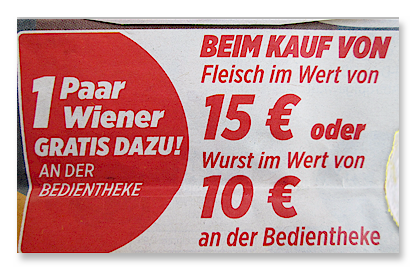 1 Paar
Wiener
GRATIS DAZU!
AN DER
BEDIENTHEKE
BEIM KAUF VON
Fleisch im Wert von
15 € oder
Wurst im Wert von
10 €
an der Bedientheke